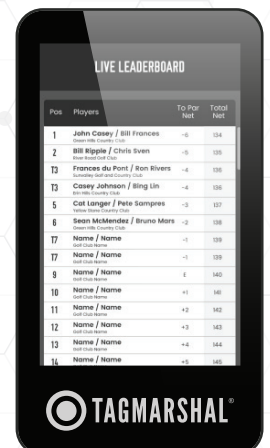 LIVE LEADERBOARD
Pos Players To Par Net Total Net
1 John Casey / Bill Frances -6 134
Green Hills Country Club
2 Bill Ripple / Chris Sven -5 135
River Road Golf Club
T3 Frances du Pont / Ron Rivers -4 136
Sunvalley Golf and Country Club
T3 Casey Johnson / Bing Lin -4 136
Erin Hills Country Club
5 Cat Langer / Pete Sampres -3 137
Yellow Stone Country Club
6 Sean McMendez / Bruno Mars -2 138
Green Hills Country Club
T7 Name / Name -1 139
Golf Club Name
T7 Name / Name -1 139
Golf Club Name
9 Name / Name E 140
Golf Club Name
10 Name / Name +1 141
Golf Club Name
11 Name / Name +2 142
Golf Club Name
12 Name / Name +3 143
Golf Club Name
13 Name / Name +4 144
Golf Club Name
14 Name / Name +5 145
TAGMARSHAL®